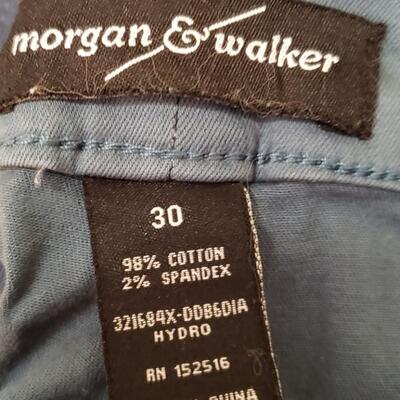 morgan & walker
30
98% COTTON
2% SPANDEX
321684X-DDB6DIA
HYDRO
RN 152516